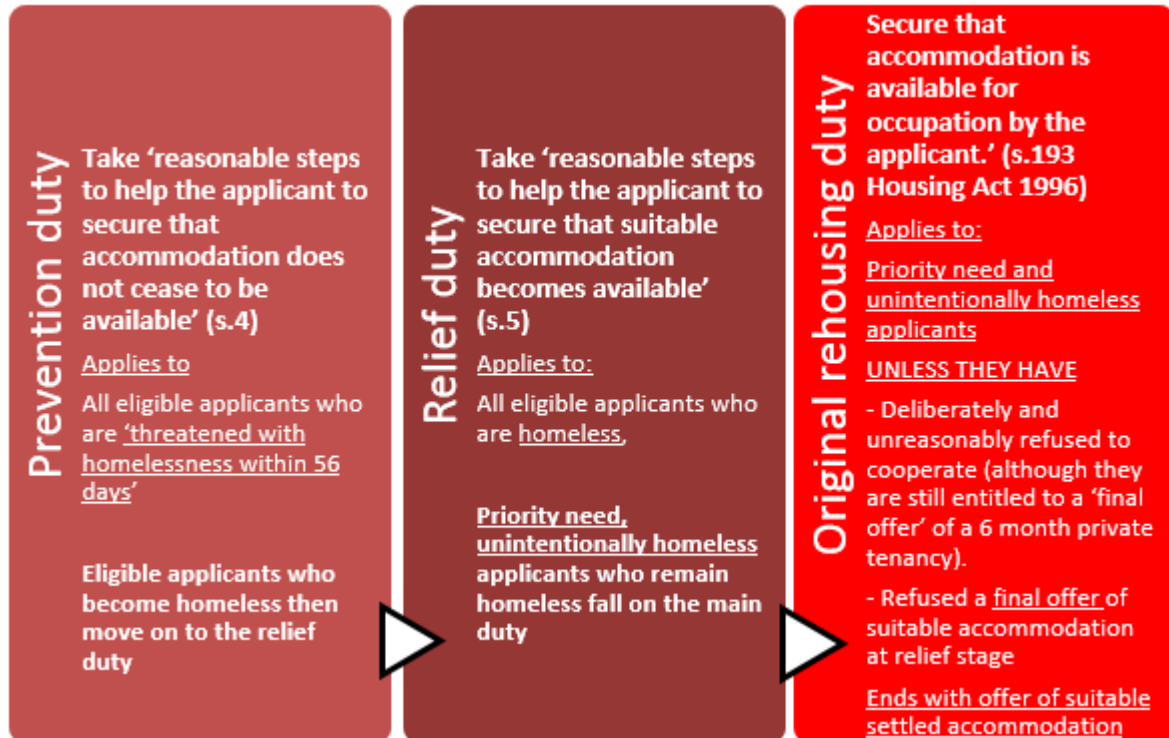 Prevention duty
Take ‘reasonable steps
to help the applicant to
secure that
accommodation does
not cease to be
available’ (s.4)
Applies to
All eligible applicants who
are ‘threatened with
homelessness within 56
days’
Eligible applicants who
become homeless then
move on to the relief
duty
Relief duty
Take ‘reasonable steps
to help the applicant to
secure that suitable
accommodation
becomes available’
(s.5)
Applies to:
All eligible applicants who
are homeless,
Priority need,
unintentionally homeless
applicants who remain
homeless fall on the main
duty
Original rehousing duty
Secure that
accommodation is
available for
occupation by the
applicant.’ (s.193
Housing Act 1996)
Applies to:
Priority need and
unintentionally homeless
applicants
UNLESS THEY HAVE
- Deliberately and
unreasonably refused to
cooperate (although they
are still entitled to a ‘final
offer’ of a 6 month private
tenancy).
- Refused a final offer of
suitable accommodation
at relief stage
Ends with offer of suitable
settled accommodation